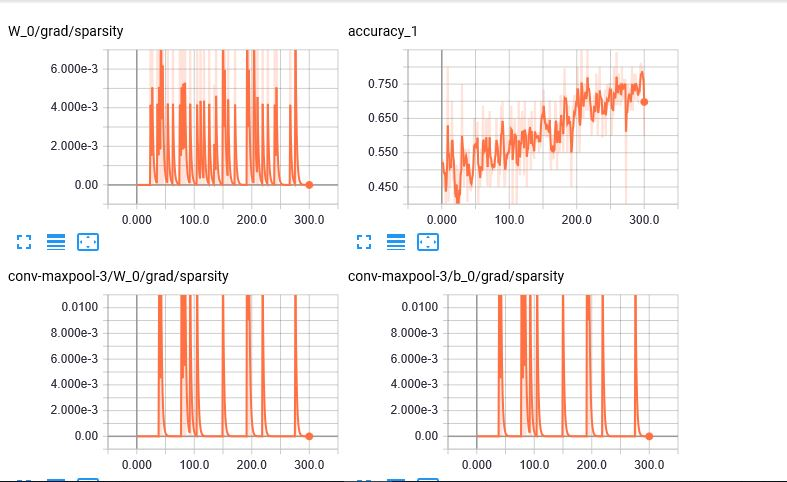 W_0/grad/sparsity
6.000e-3
4.000e-3
2.000e-3
0.00
0.000 100.0 200.0 300.0
accuracy_1
0.750
0.650
0.550
0.450
0.000 100.0 200.0 300.0
conv-maxpool-3/W_0/grad/sparsity
0.0100
8.000e-3
6.000e-3
4.000e-3
2.000e-3
0.00
0.000 100.0 200.0 300.0
conv-maxpool-3/b_0/grad/sparsity
0.0100
8.000e-3
6.000e-3
4.000e-3
2.000e-3
0.00
0.000 100.0 200.0 300.0